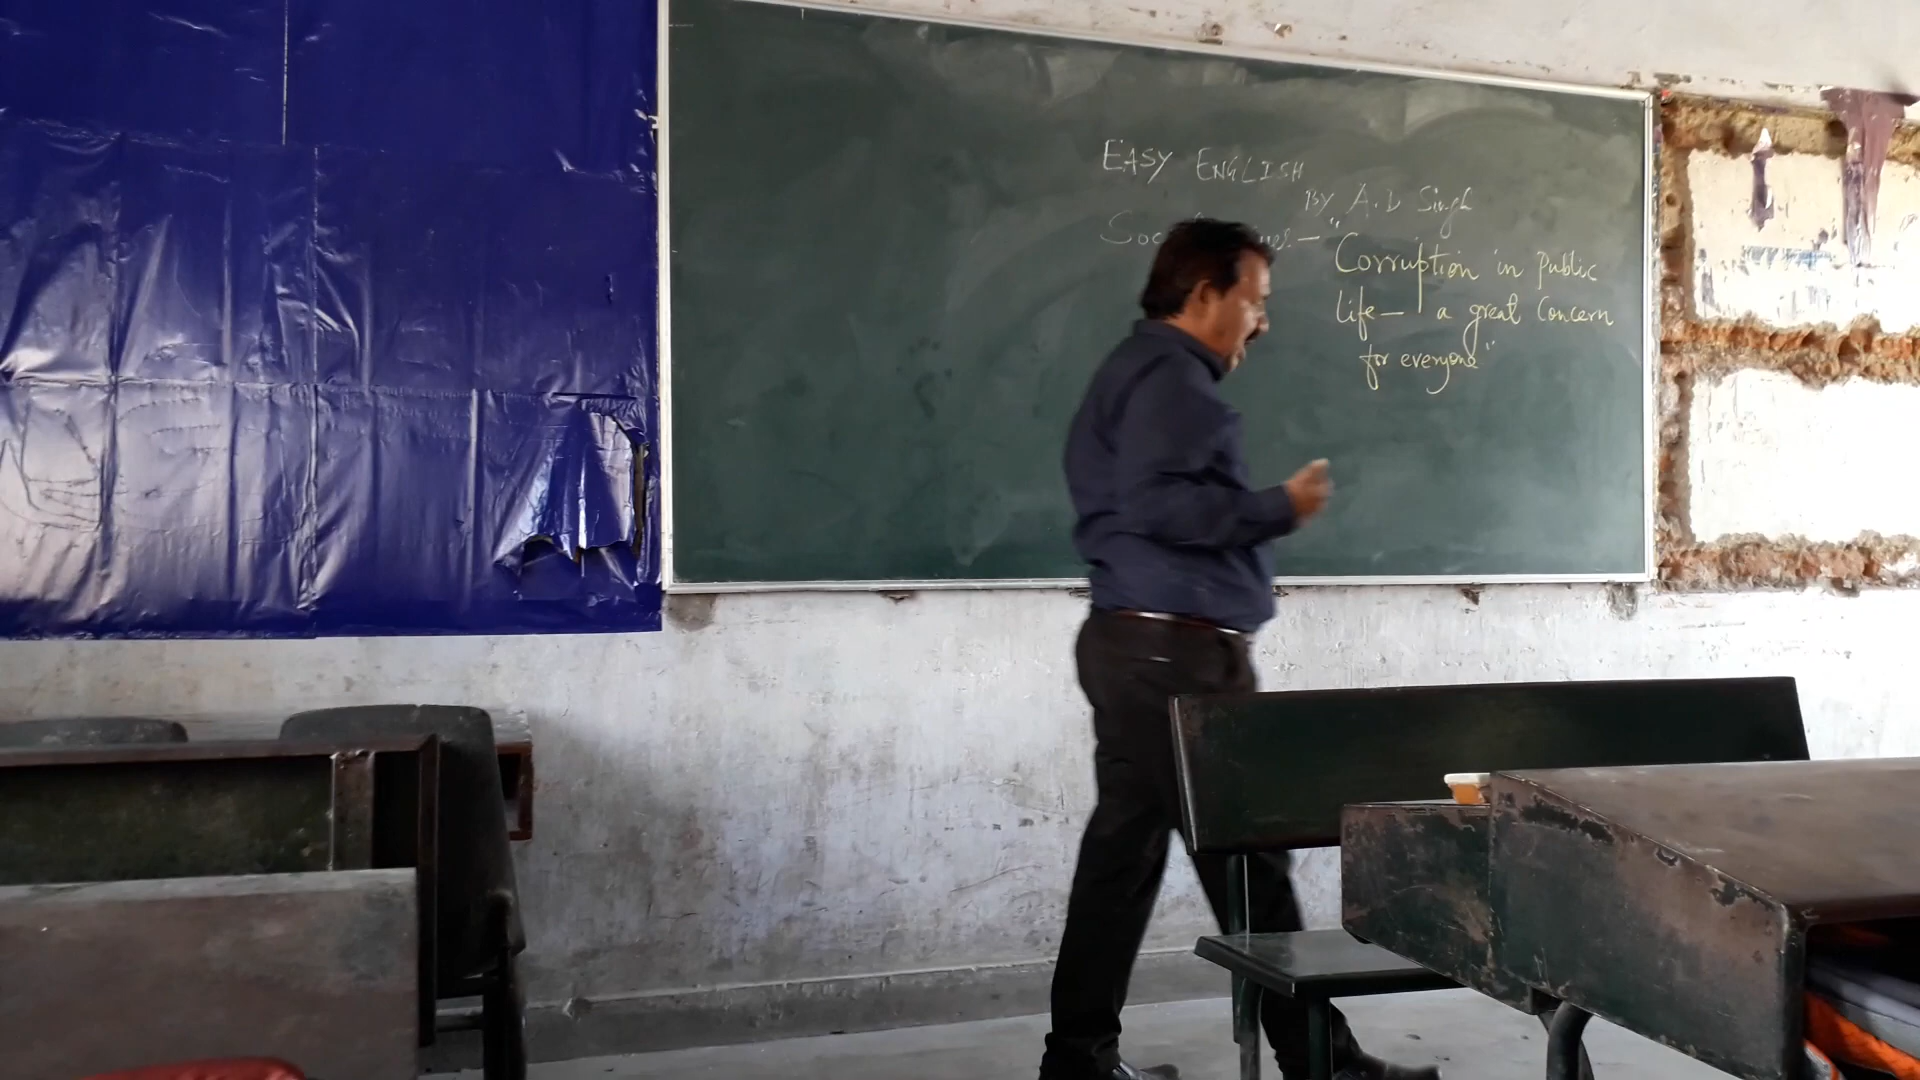 EASY ENGLISH
By A.D Singh
"Corruption in public
life— a great Concern
for everyone"